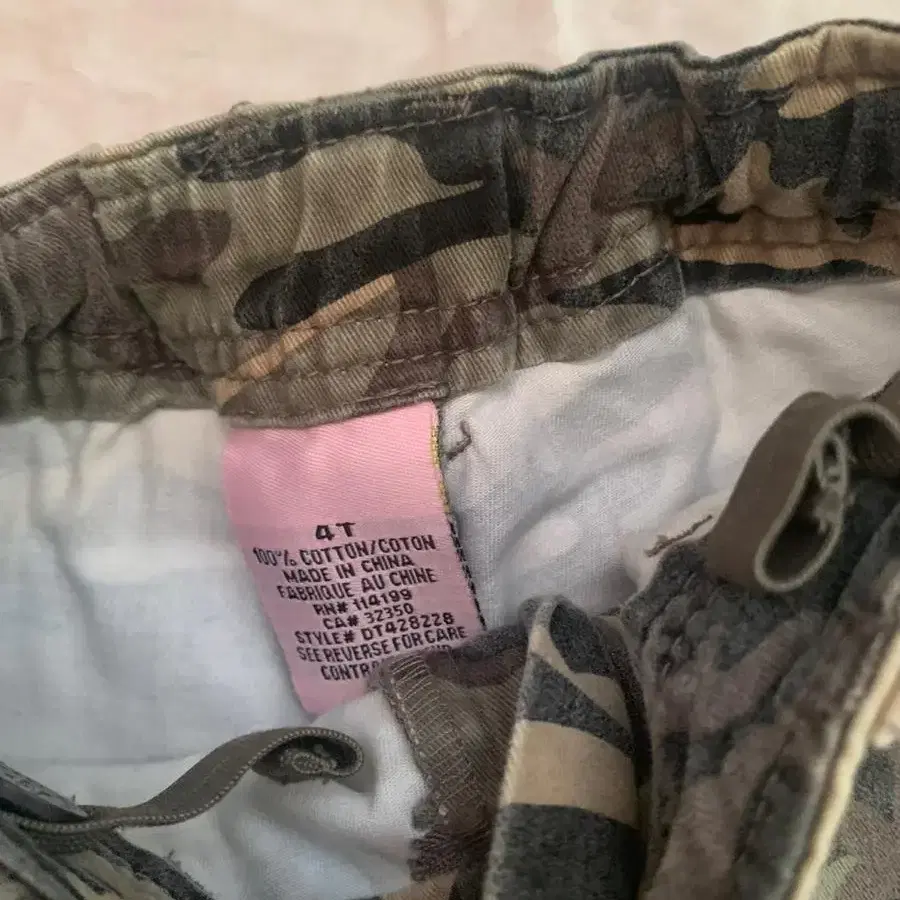 4T
100% COTTON/COTON
MADE IN CHINA
FABRIQUE AU CHINE
RN# 114199
CA# 32350
STYLE# DT428228
SEE REVERSE FOR CARE